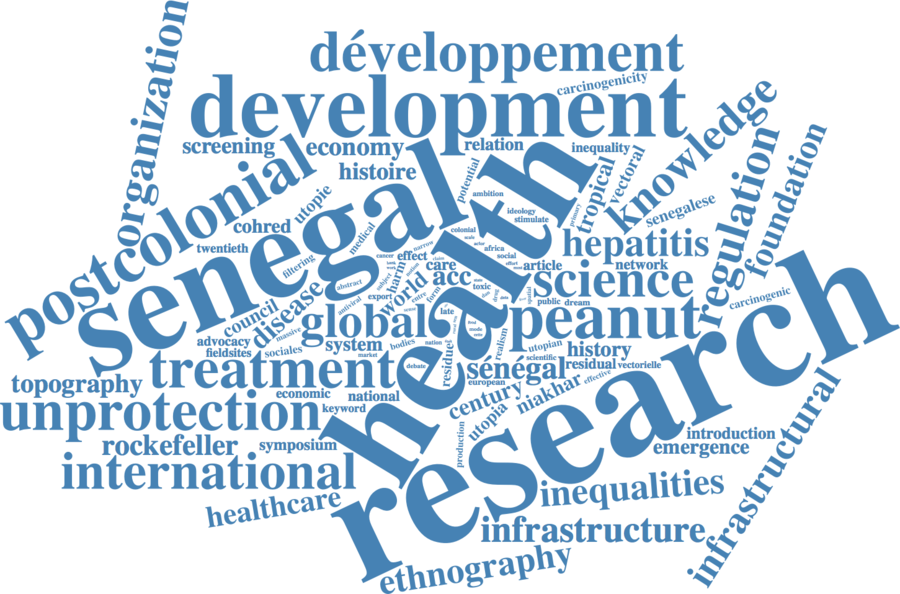 organization
développement
carcinogenicity
development
knowledge
screening
economy
relation
inequality
histoire
potential
tropical
vectoral
foundation
postcolonial
utopie
ambition
regulation
senegal
health
primary
senegalese
cohred
ideology
stimulate
medical
colonial
twentieth
hepatitis
filtering
narrow
africa
social
cancer
effect
care
article
network
abstract
harm
acc
science
toxic
council
disease
world
export
antiviral
form
drug
public
dream
carcinogenic
massive
global
late
peanut
advocacy
fieldsites
sociales
system
bodies
nation
realism
utopian
history
market
residue
scientific
topography
treatment
debate
sénégal
residual
vectorielle
european
niakhar
effective
economic
national
century
research
unprotection
keyword
utopia
rockefeller
symposium
production
introduction
emergence
infrastructural
international
inequalities
healthcare
infrastructure
ethnography